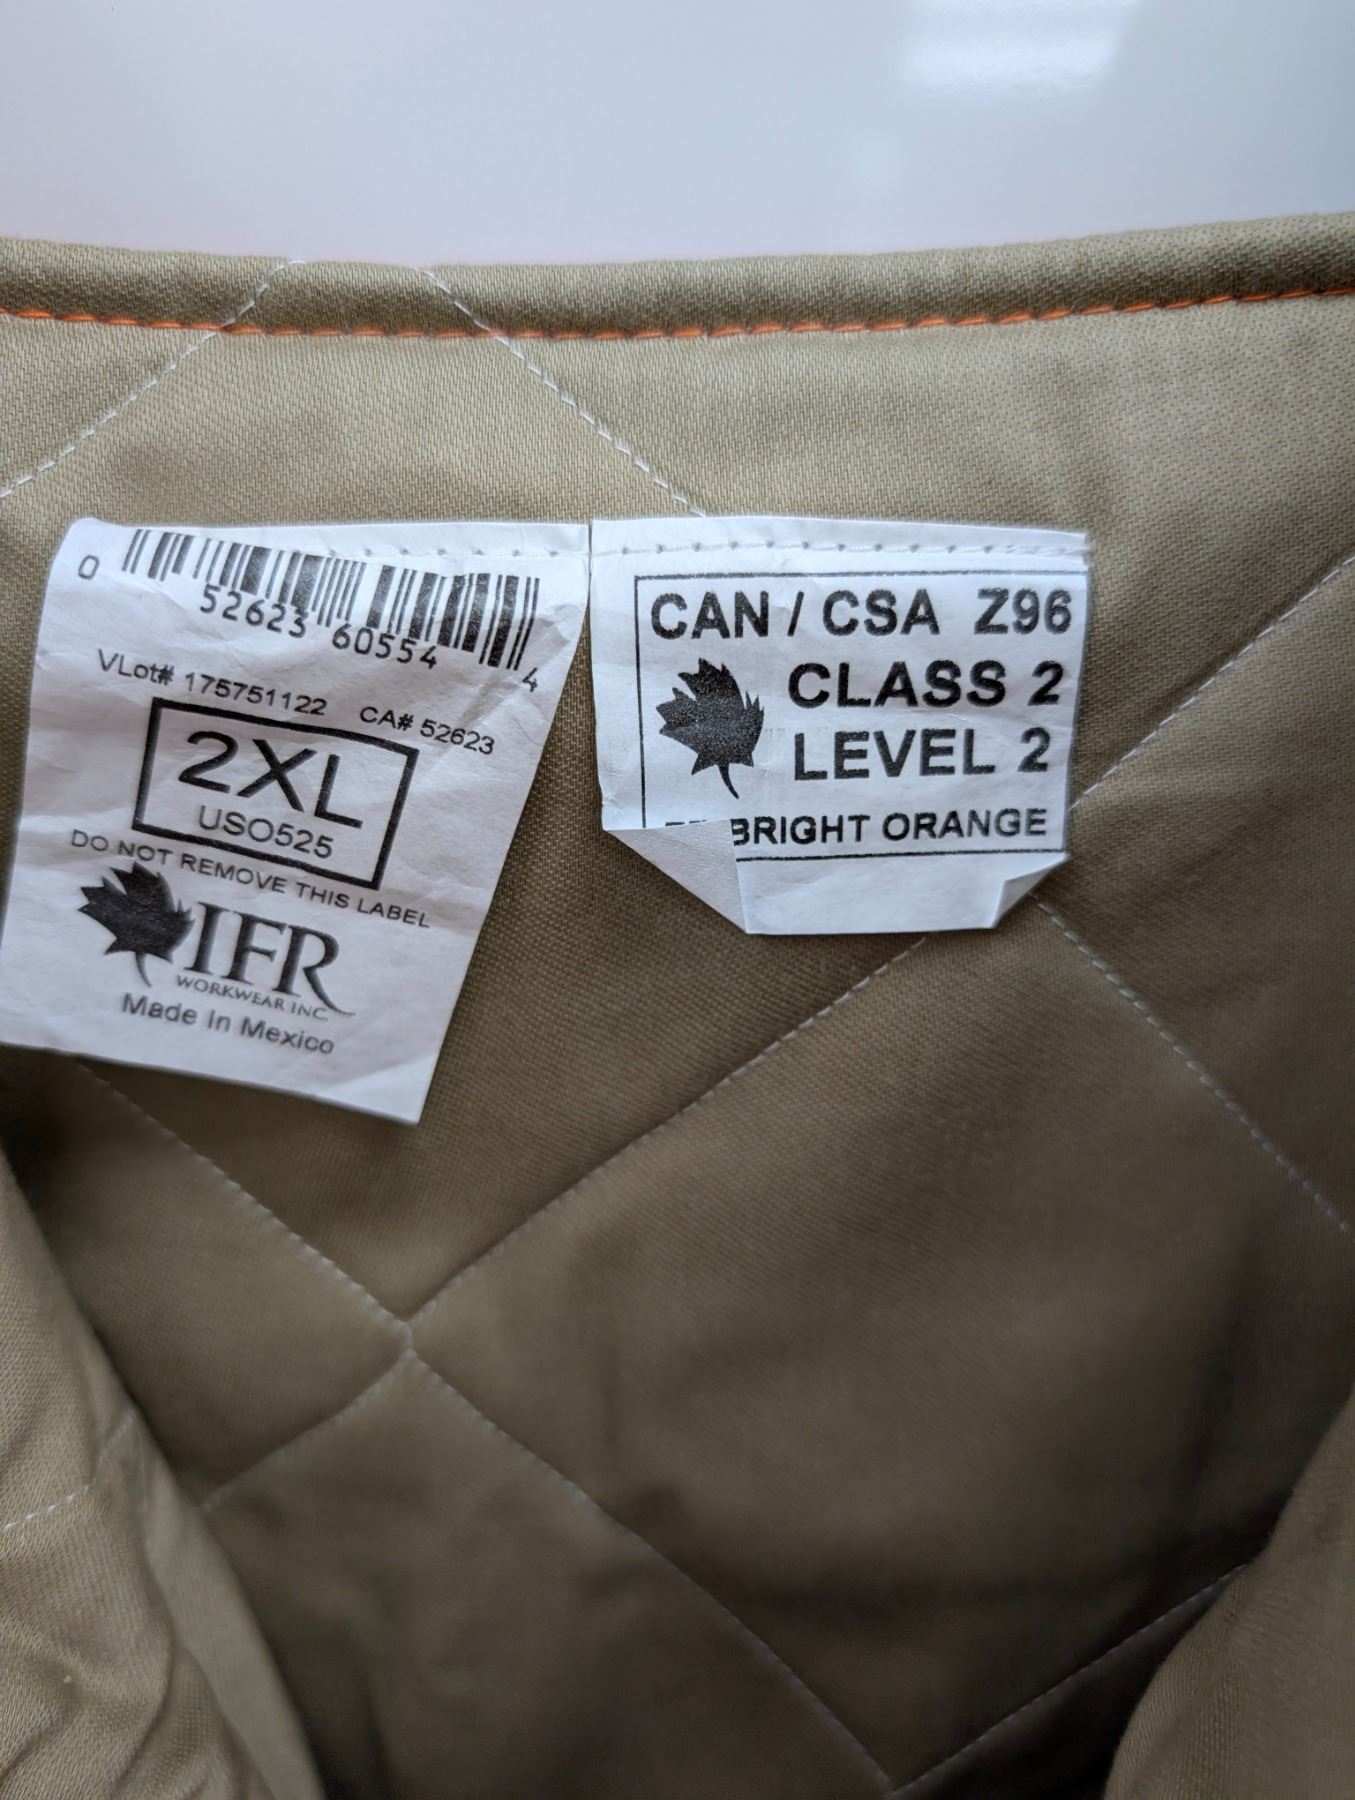 0 52623 60554 4
VLot# 175751122 CA# 52623
2XL
USO525
DO NOT REMOVE THIS LABEL
IFR
WORKWEAR INC.
Made In Mexico
CAN / CSA Z96
CLASS 2
LEVEL 2
BRIGHT ORANGE